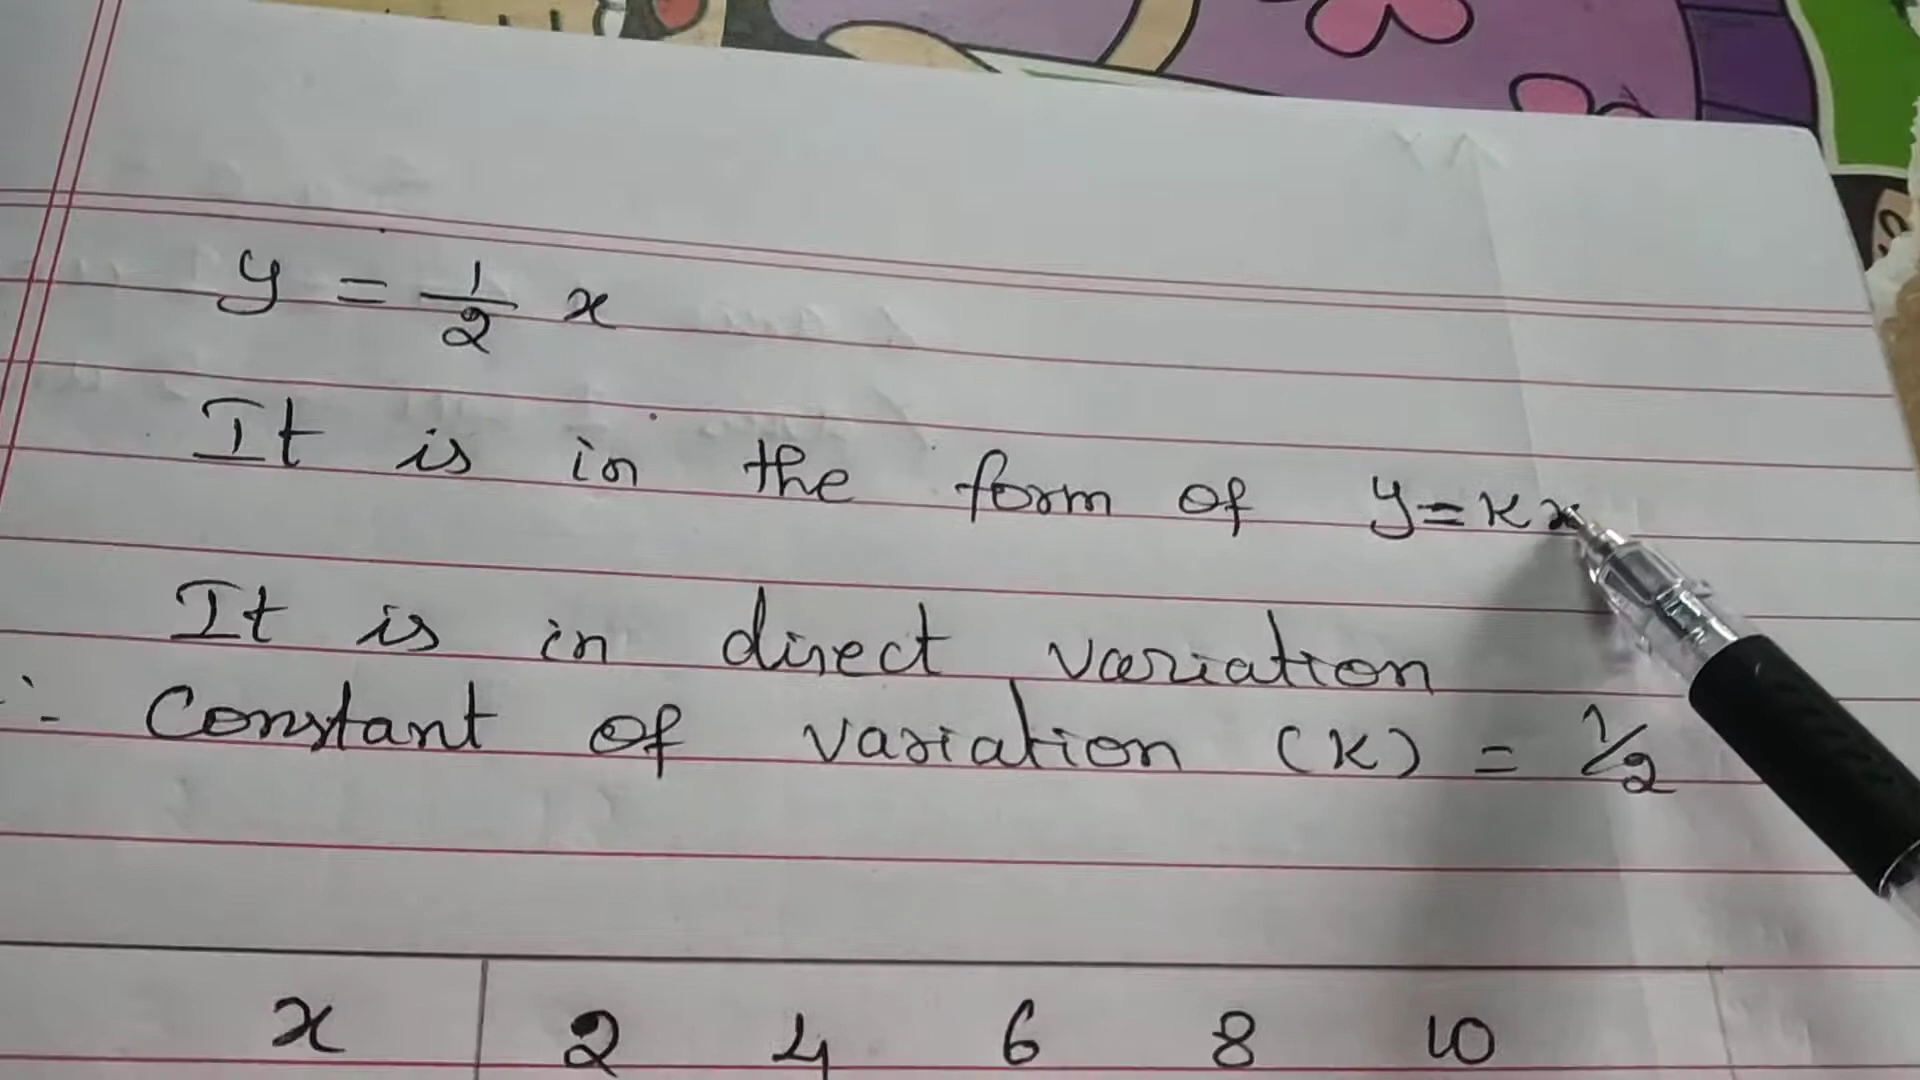 y = 1/2 x
It is in the form of y = kx
It is in direct variation
∴ Constant of variation (K) = 1/2
x 2 4 6 8 10